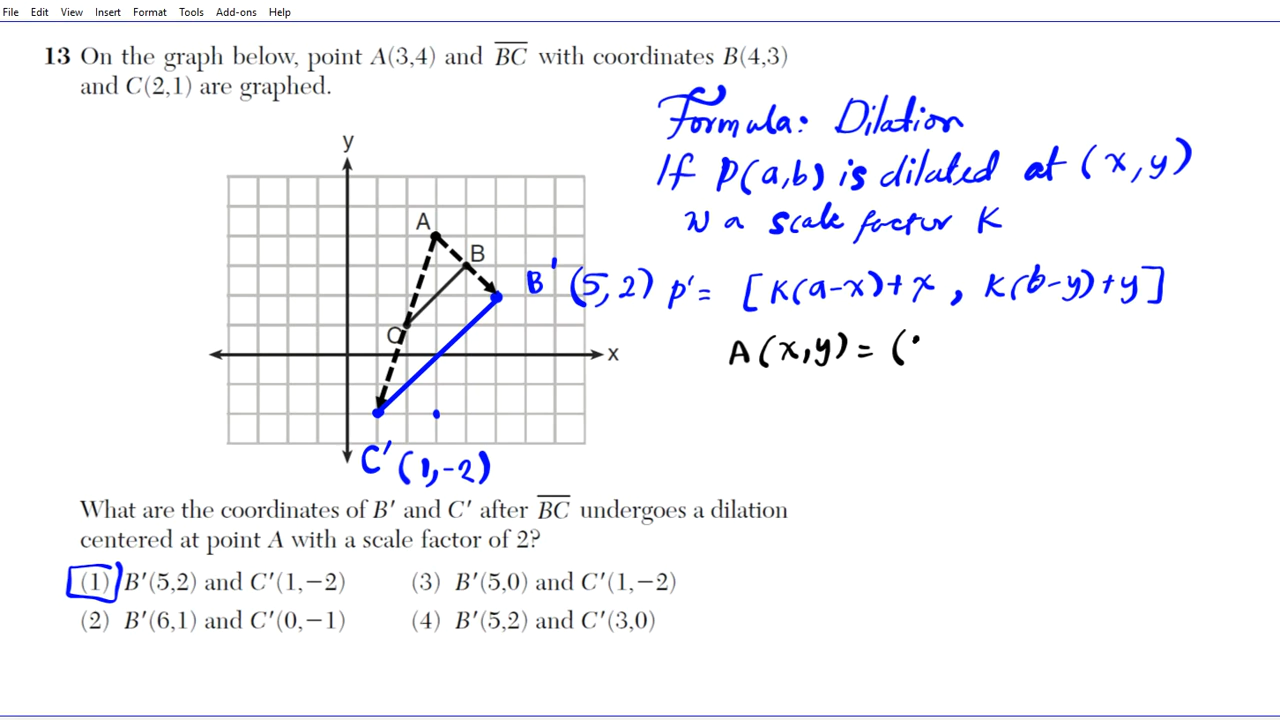 File Edit View Insert Format Tools Add-ons Help
13 On the graph below, point A(3,4) and BC with coordinates B(4,3)
and C(2,1) are graphed.
Formula: Dilation
If P(a,b) is dilated at (x,y)
w a scale factor K
P' = [K(a-x)+x, K(b-y)+y]
A(x,y) = (
y
A
B
B'(5,2)
C
x
C'(1,-2)
What are the coordinates of B′ and C′ after BC undergoes a dilation
centered at point A with a scale factor of 2?
(1) B′(5,2) and C′(1,−2) (3) B′(5,0) and C′(1,−2)
(2) B′(6,1) and C′(0,−1) (4) B′(5,2) and C′(3,0)